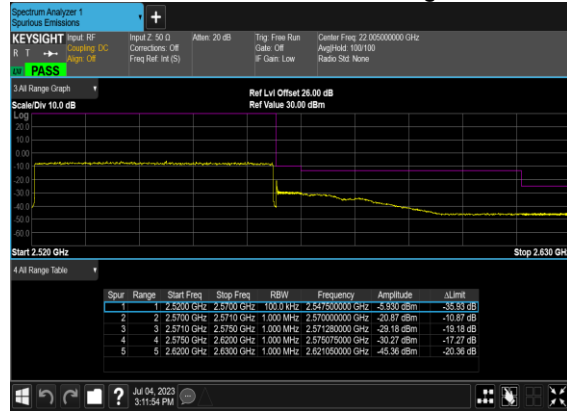 Spectrum Analyzer 1
Spurious Emissions
+
KEYSIGHT Input: RF
R T Coupling: DC
Align: Off
Input Z: 50 Ω
Corrections: Off
Freq Ref: Int (S)
Atten: 20 dB
Trig: Free Run
Gate: Off
IF Gain: Low
Center Freq: 22.005000000 GHz
Avg|Hold: 100/100
Radio Std: None
PASS
3 All Range Graph
Ref Lvl Offset 26.00 dB
Scale/Div 10.0 dB
Ref Value 30.00 dBm
Log
20.0
10.0
0.00
-10.0
-20.0
-30.0
-40.0
-50.0
-60.0
Start 2.520 GHz
Stop 2.630 GH
4 All Range Table
Spur Range Start Freq Stop Freq RBW Frequency Amplitude ΔLimit
1 1 2.5200 GHz 2.5700 GHz 100.0 kHz 2.547500000 GHz -5.930 dBm -35.93 dB
2 2 2.5700 GHz 2.5710 GHz 1.000 MHz 2.570000000 GHz -20.87 dBm -10.87 dB
3 3 2.5710 GHz 2.5750 GHz 1.000 MHz 2.571280000 GHz -29.18 dBm -19.18 dB
4 4 2.5750 GHz 2.6200 GHz 1.000 MHz 2.575075000 GHz -30.27 dBm -17.27 dB
5 5 2.6200 GHz 2.6300 GHz 1.000 MHz 2.621050000 GHz -45.36 dBm -20.36 dB
?
Jul 04, 2023
3:11:54 PM